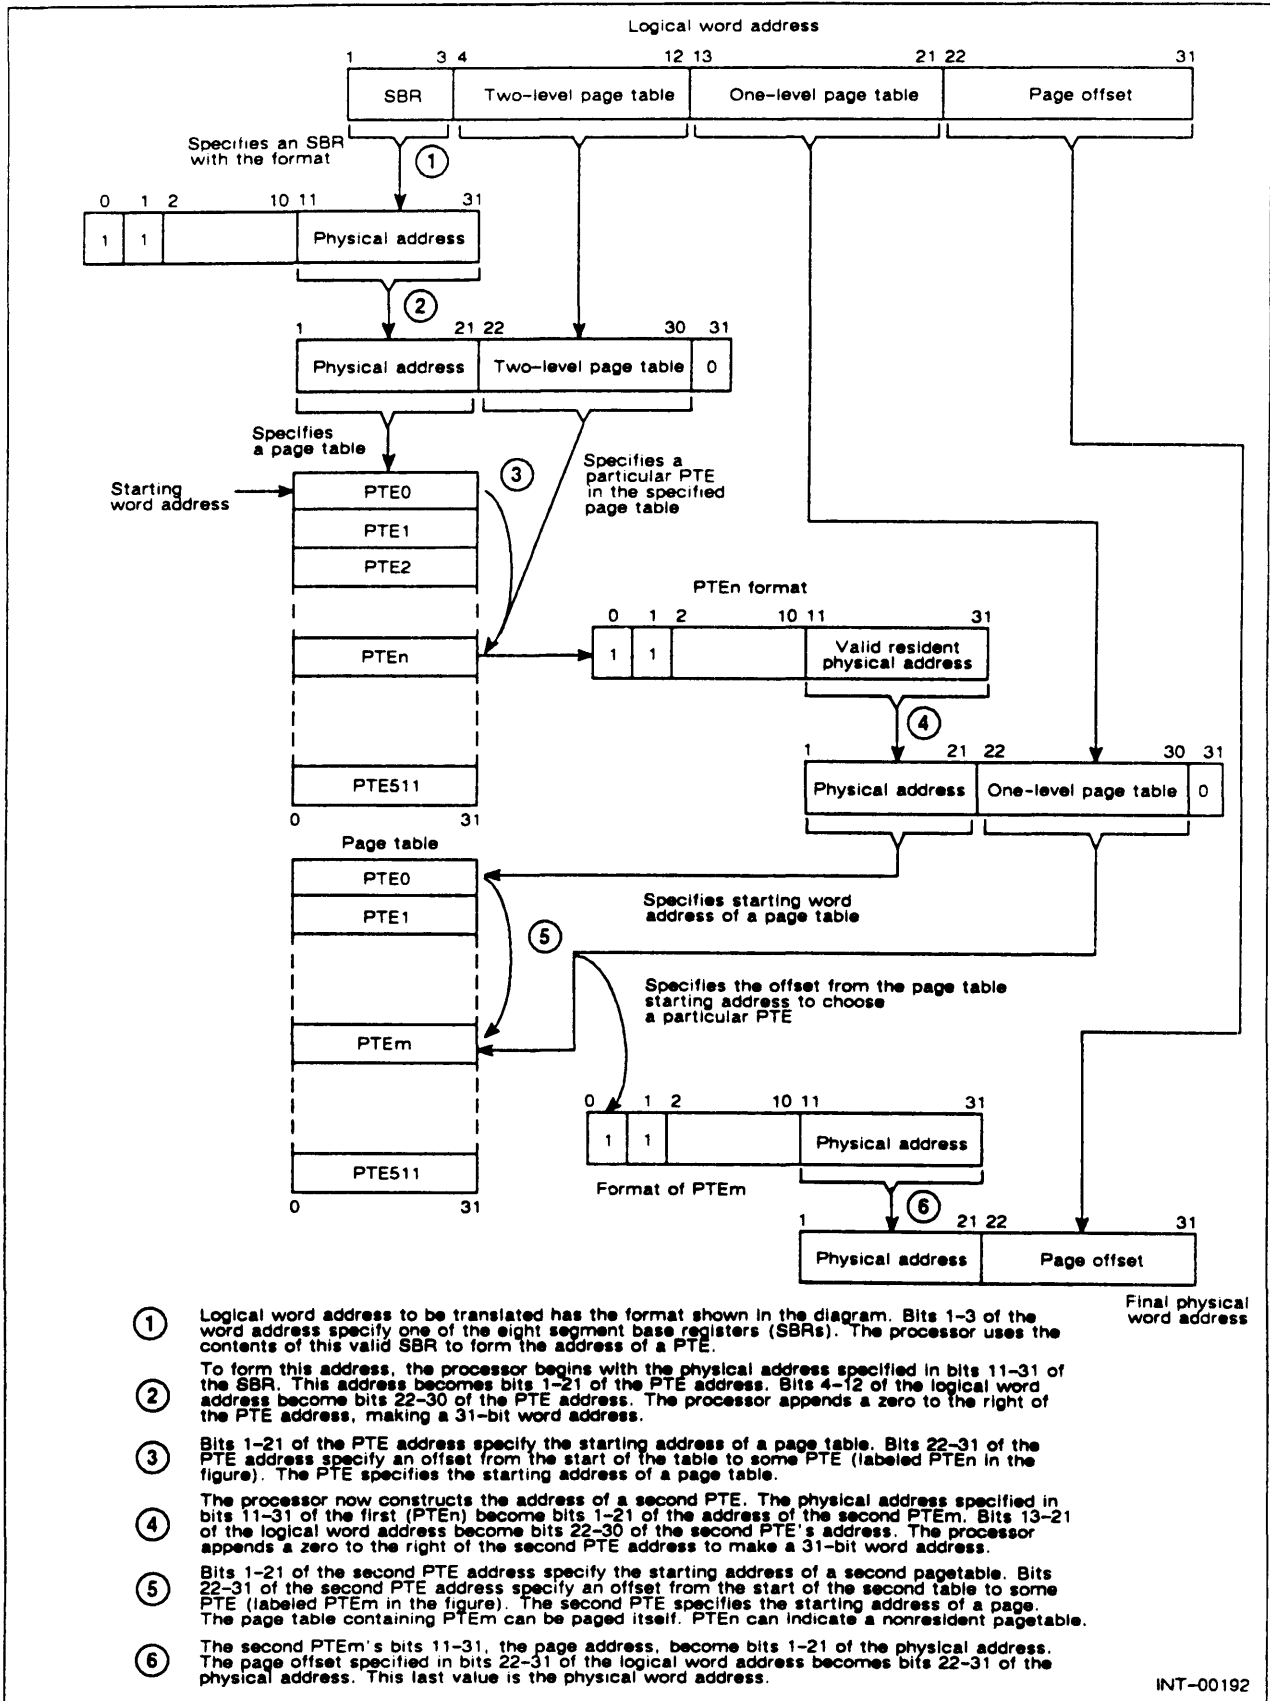 Logical word address
1 3 4 12 13 21 22 31
SBR Two-level page table One-level page table Page offset
Specifies an SBR
with the format
1
0 1 2 10 11 31
1 1 Physical address
2
1 21 22 30 31
Physical address Two-level page table 0
Specifies
a page table
3
Specifies a
particular PTE
in the specified
page table
Starting
word address
PTE0
PTE1
PTE2
PTEn format
0 1 2 10 11 31
PTEn
1 1 Valid resident
physical address
4
1 21 22 30 31
Physical address One-level page table 0
PTE511
0 31
Page table
PTE0
Specifies starting word
address of a page table
PTE1
5
Specifies the offset from the page table
starting address to choose
a particular PTE
PTEm
0 1 2 10 11 31
1 1 Physical address
PTE511
Format of PTEm
0 31
6
1 21 22 31
Physical address Page offset
Final physical
word address
1 Logical word address to be translated has the format shown in the diagram. Bits 1-3 of the
word address specify one of the eight segment base registers (SBRs). The processor uses the
contents of this valid SBR to form the address of a PTE.
2 To form this address, the processor begins with the physical address specified in bits 11-31 of
the SBR. This address becomes bits 1-21 of the PTE address. Bits 4-12 of the logical word
address become bits 22-30 of the PTE address. The processor appends a zero to the right of
the PTE address, making a 31-bit word address.
3 Bits 1-21 of the PTE address specify the starting address of a page table. Bits 22-31 of the
PTE address specify an offset from the start of the table to some PTE (labeled PTEn in the
figure). The PTE specifies the starting address of a page table.
4 The processor now constructs the address of a second PTE. The physical address specified in
bits 11-31 of the first (PTEn) become bits 1-21 of the address of the second PTEm. Bits 13-21
of the logical word address become bits 22-30 of the second PTE's address. The processor
appends a zero to the right of the second PTE address to make a 31-bit word address.
5 Bits 1-21 of the second PTE address specify the starting address of a second pagetable. Bits
22-31 of the second PTE address specify an offset from the start of the second table to some
PTE (labeled PTEm in the figure). The second PTE specifies the starting address of a page.
The page table containing PTEm can be paged itself. PTEn can indicate a nonresident pagetable.
6 The second PTEm's bits 11-31, the page address, become bits 1-21 of the physical address.
The page offset specified in bits 22-31 of the logical word address becomes bits 22-31 of the
physical address. This last value is the physical word address.
INT-00192